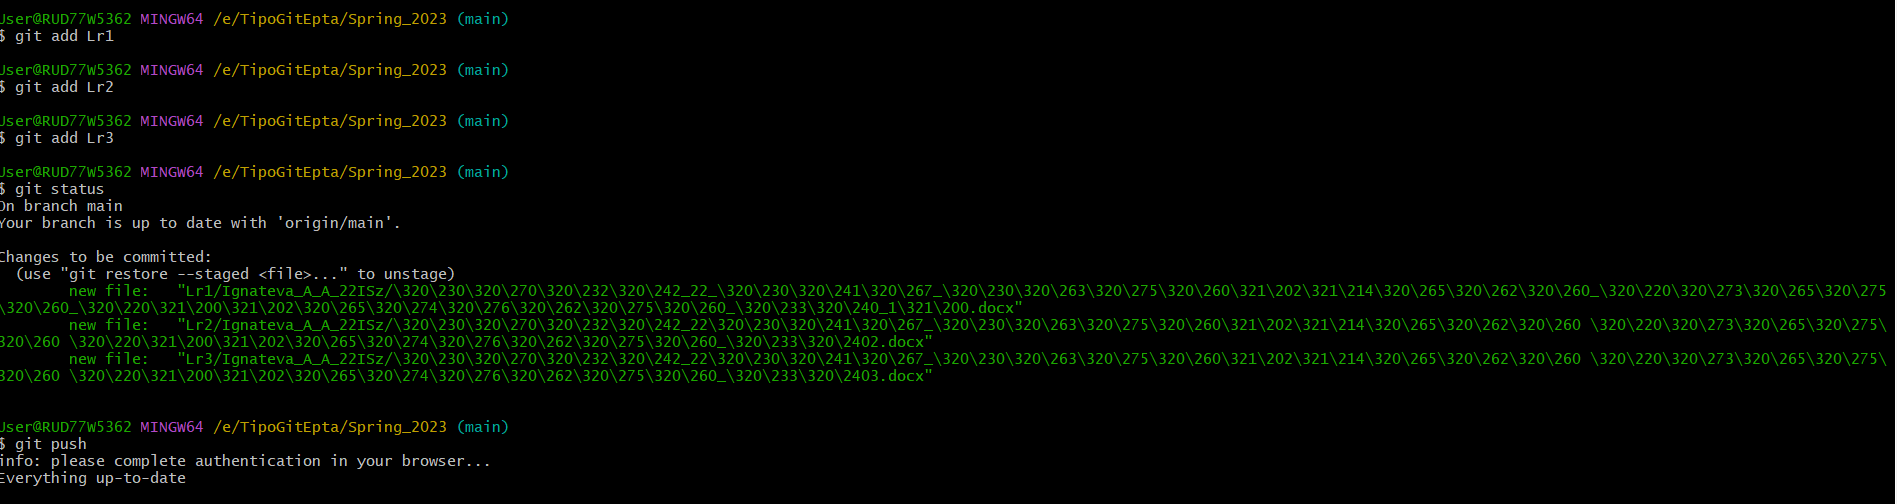 User@RUD77W5362 MINGW64 /e/TipoGitEpta/Spring_2023 (main)
$ git add Lr1
User@RUD77W5362 MINGW64 /e/TipoGitEpta/Spring_2023 (main)
$ git add Lr2
User@RUD77W5362 MINGW64 /e/TipoGitEpta/Spring_2023 (main)
$ git add Lr3
User@RUD77W5362 MINGW64 /e/TipoGitEpta/Spring_2023 (main)
$ git status
On branch main
Your branch is up to date with 'origin/main'.
Changes to be committed:
(use "git restore --staged <file>..." to unstage)
new file:   "Lr1/Ignateva_A_A_22ISz/\320\230\320\270\320\232\320\242_22_\320\230\320\241\320\267_\320\230\320\263\320\275\320\260\321\202\321\214\320\265\320\262\320\260_\320\220\320\273\320\265\320\275
\320\260_\320\220\321\200\321\202\320\265\320\274\320\276\320\262\320\275\320\260_\320\233\320\240_1\321\200.docx"
new file:   "Lr2/Ignateva_A_A_22ISz/\320\230\320\270\320\232\320\242_22\320\230\320\241\320\267_\320\230\320\263\320\275\320\260\321\202\321\214\320\265\320\262\320\260 \320\220\320\273\320\265\320\275\
320\260 \320\220\321\200\321\202\320\265\320\274\320\276\320\262\320\275\320\260_\320\233\320\2402.docx"
new file:   "Lr3/Ignateva_A_A_22ISz/\320\230\320\270\320\232\320\242_22\320\230\320\241\320\267_\320\230\320\263\320\275\320\260\321\202\321\214\320\265\320\262\320\260 \320\220\320\273\320\265\320\275\
320\260 \320\220\321\200\321\202\320\265\320\274\320\276\320\262\320\275\320\260_\320\233\320\2403.docx"
User@RUD77W5362 MINGW64 /e/TipoGitEpta/Spring_2023 (main)
$ git push
info: please complete authentication in your browser...
Everything up-to-date